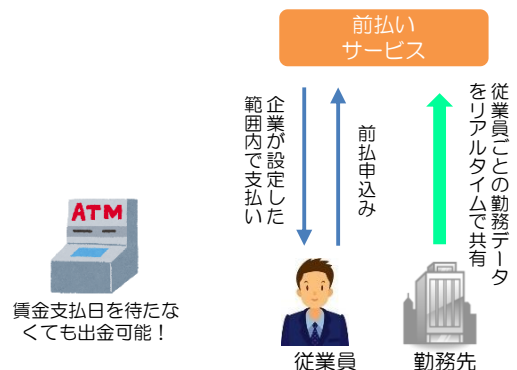 前払い
サービス
従業員ごとの勤務データ
をリアルタイムで共有
前払申込み
企業が設定した
範囲内で支払い
ATM
賃金支払日を待たな
くても出金可能！
従業員
勤務先